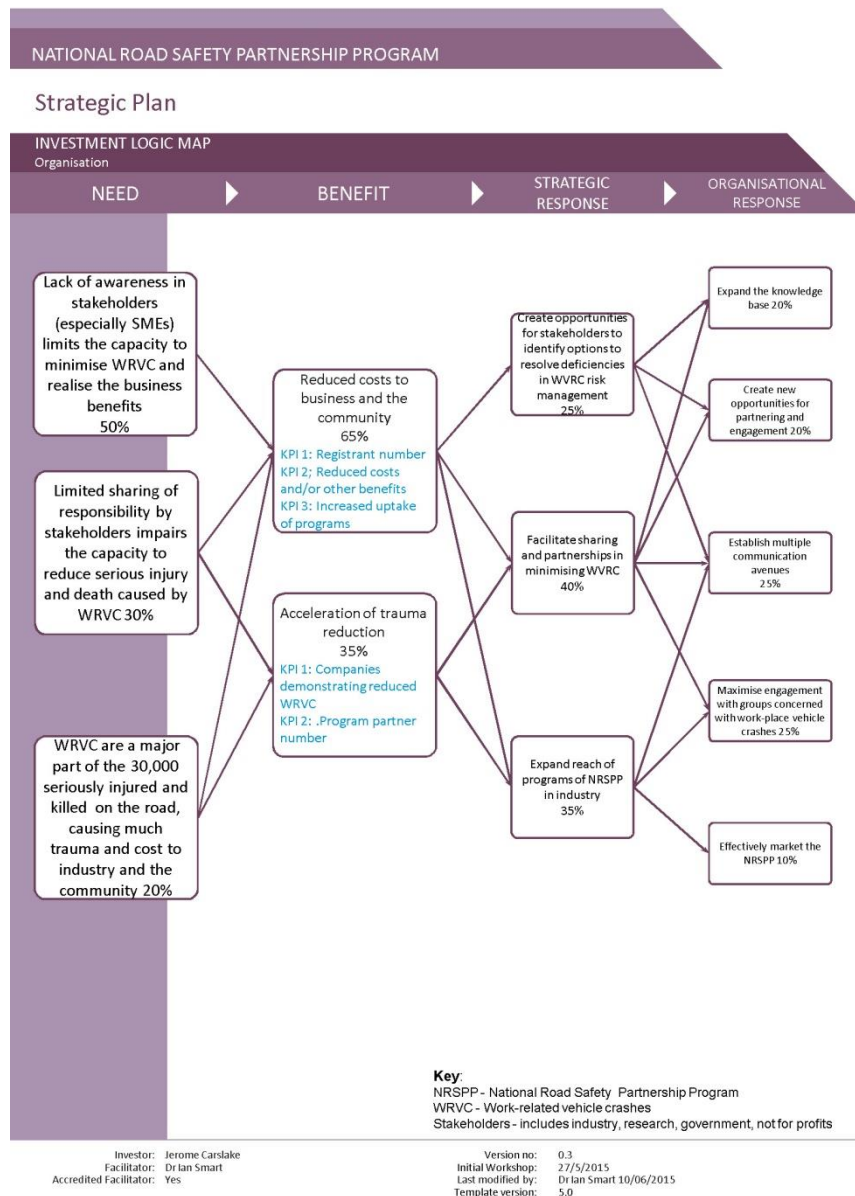 NATIONAL ROAD SAFETY PARTNERSHIP PROGRAM
Strategic Plan
INVESTMENT LOGIC MAP
Organisation
NEED
BENEFIT
STRATEGIC
RESPONSE
ORGANISATIONAL
RESPONSE
Lack of awareness in
stakeholders
(especially SMEs)
limits the capacity to
minimise WRVC and
realise the business
benefits
50%
Limited sharing of
responsibility by
stakeholders impairs
the capacity to
reduce serious injury
and death caused by
WRVC 30%
WRVC are a major
part of the 30,000
seriously injured and
killed on the road,
causing much
trauma and cost to
industry and the
community 20%
Reduced costs to
business and the
community
65%
KPI 1: Registrant number
KPI 2; Reduced costs
and/or other benefits
KPI 3: Increased uptake
of programs
Acceleration of trauma
reduction
35%
KPI 1: Companies
demonstrating reduced
WRVC
KPI 2: .Program partner
number
Create opportunities
for stakeholders to
identify options to
resolve deficiencies
in WVRC risk
management
25%
Facilitate sharing
and partnerships in
minimising WVRC
40%
Expand reach of
programs of NRSPP
in industry
35%
Expand the knowledge
base 20%
Create new
opportunities for
partnering and
engagement 20%
Establish multiple
communication
avenues
25%
Maximise engagement
with groups concerned
with work-place vehicle
crashes 25%
Effectively market the
NRSPP 10%
Key:
NRSPP - National Road Safety Partnership Program
WRVC - Work-related vehicle crashes
Stakeholders - includes industry, research, government, not for profits
Investor: Jerome Carslake
Facilitator: Dr Ian Smart
Accredited Facilitator: Yes
Version no: 0.3
Initial Workshop: 27/5/2015
Last modified by: Dr Ian Smart 10/06/2015
Template version: 5.0